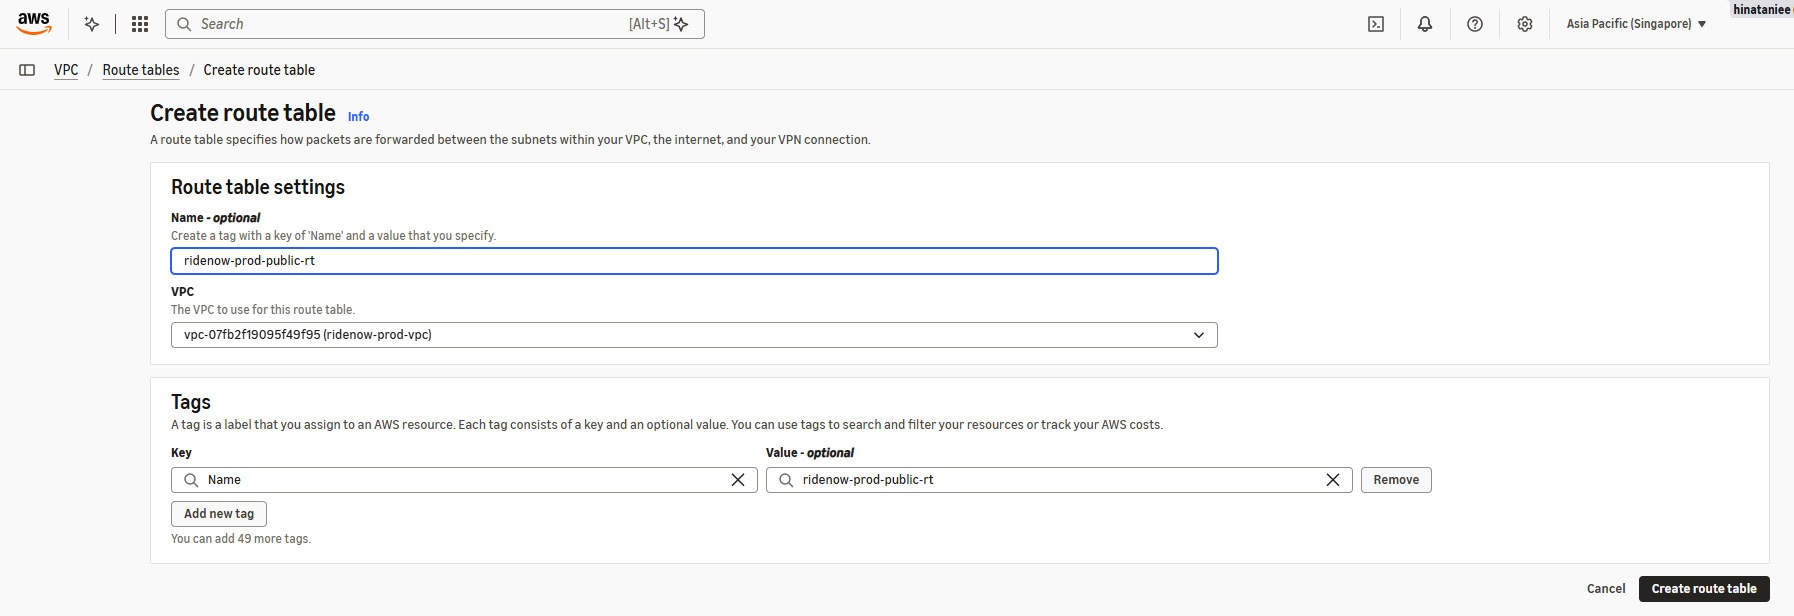 aws
Search [Alt+S]
Asia Pacific (Singapore)
hinataniee
VPC / Route tables / Create route table
Create route table Info
A route table specifies how packets are forwarded between the subnets within your VPC, the internet, and your VPN connection.
Route table settings
Name - optional
Create a tag with a key of 'Name' and a value that you specify.
ridenow-prod-public-rt
VPC
The VPC to use for this route table.
vpc-07fb2f19095f49f95 (ridenow-prod-vpc)
Tags
A tag is a label that you assign to an AWS resource. Each tag consists of a key and an optional value. You can use tags to search and filter your resources or track your AWS costs.
Key Value - optional
Name ridenow-prod-public-rt Remove
Add new tag
You can add 49 more tags.
Cancel Create route table